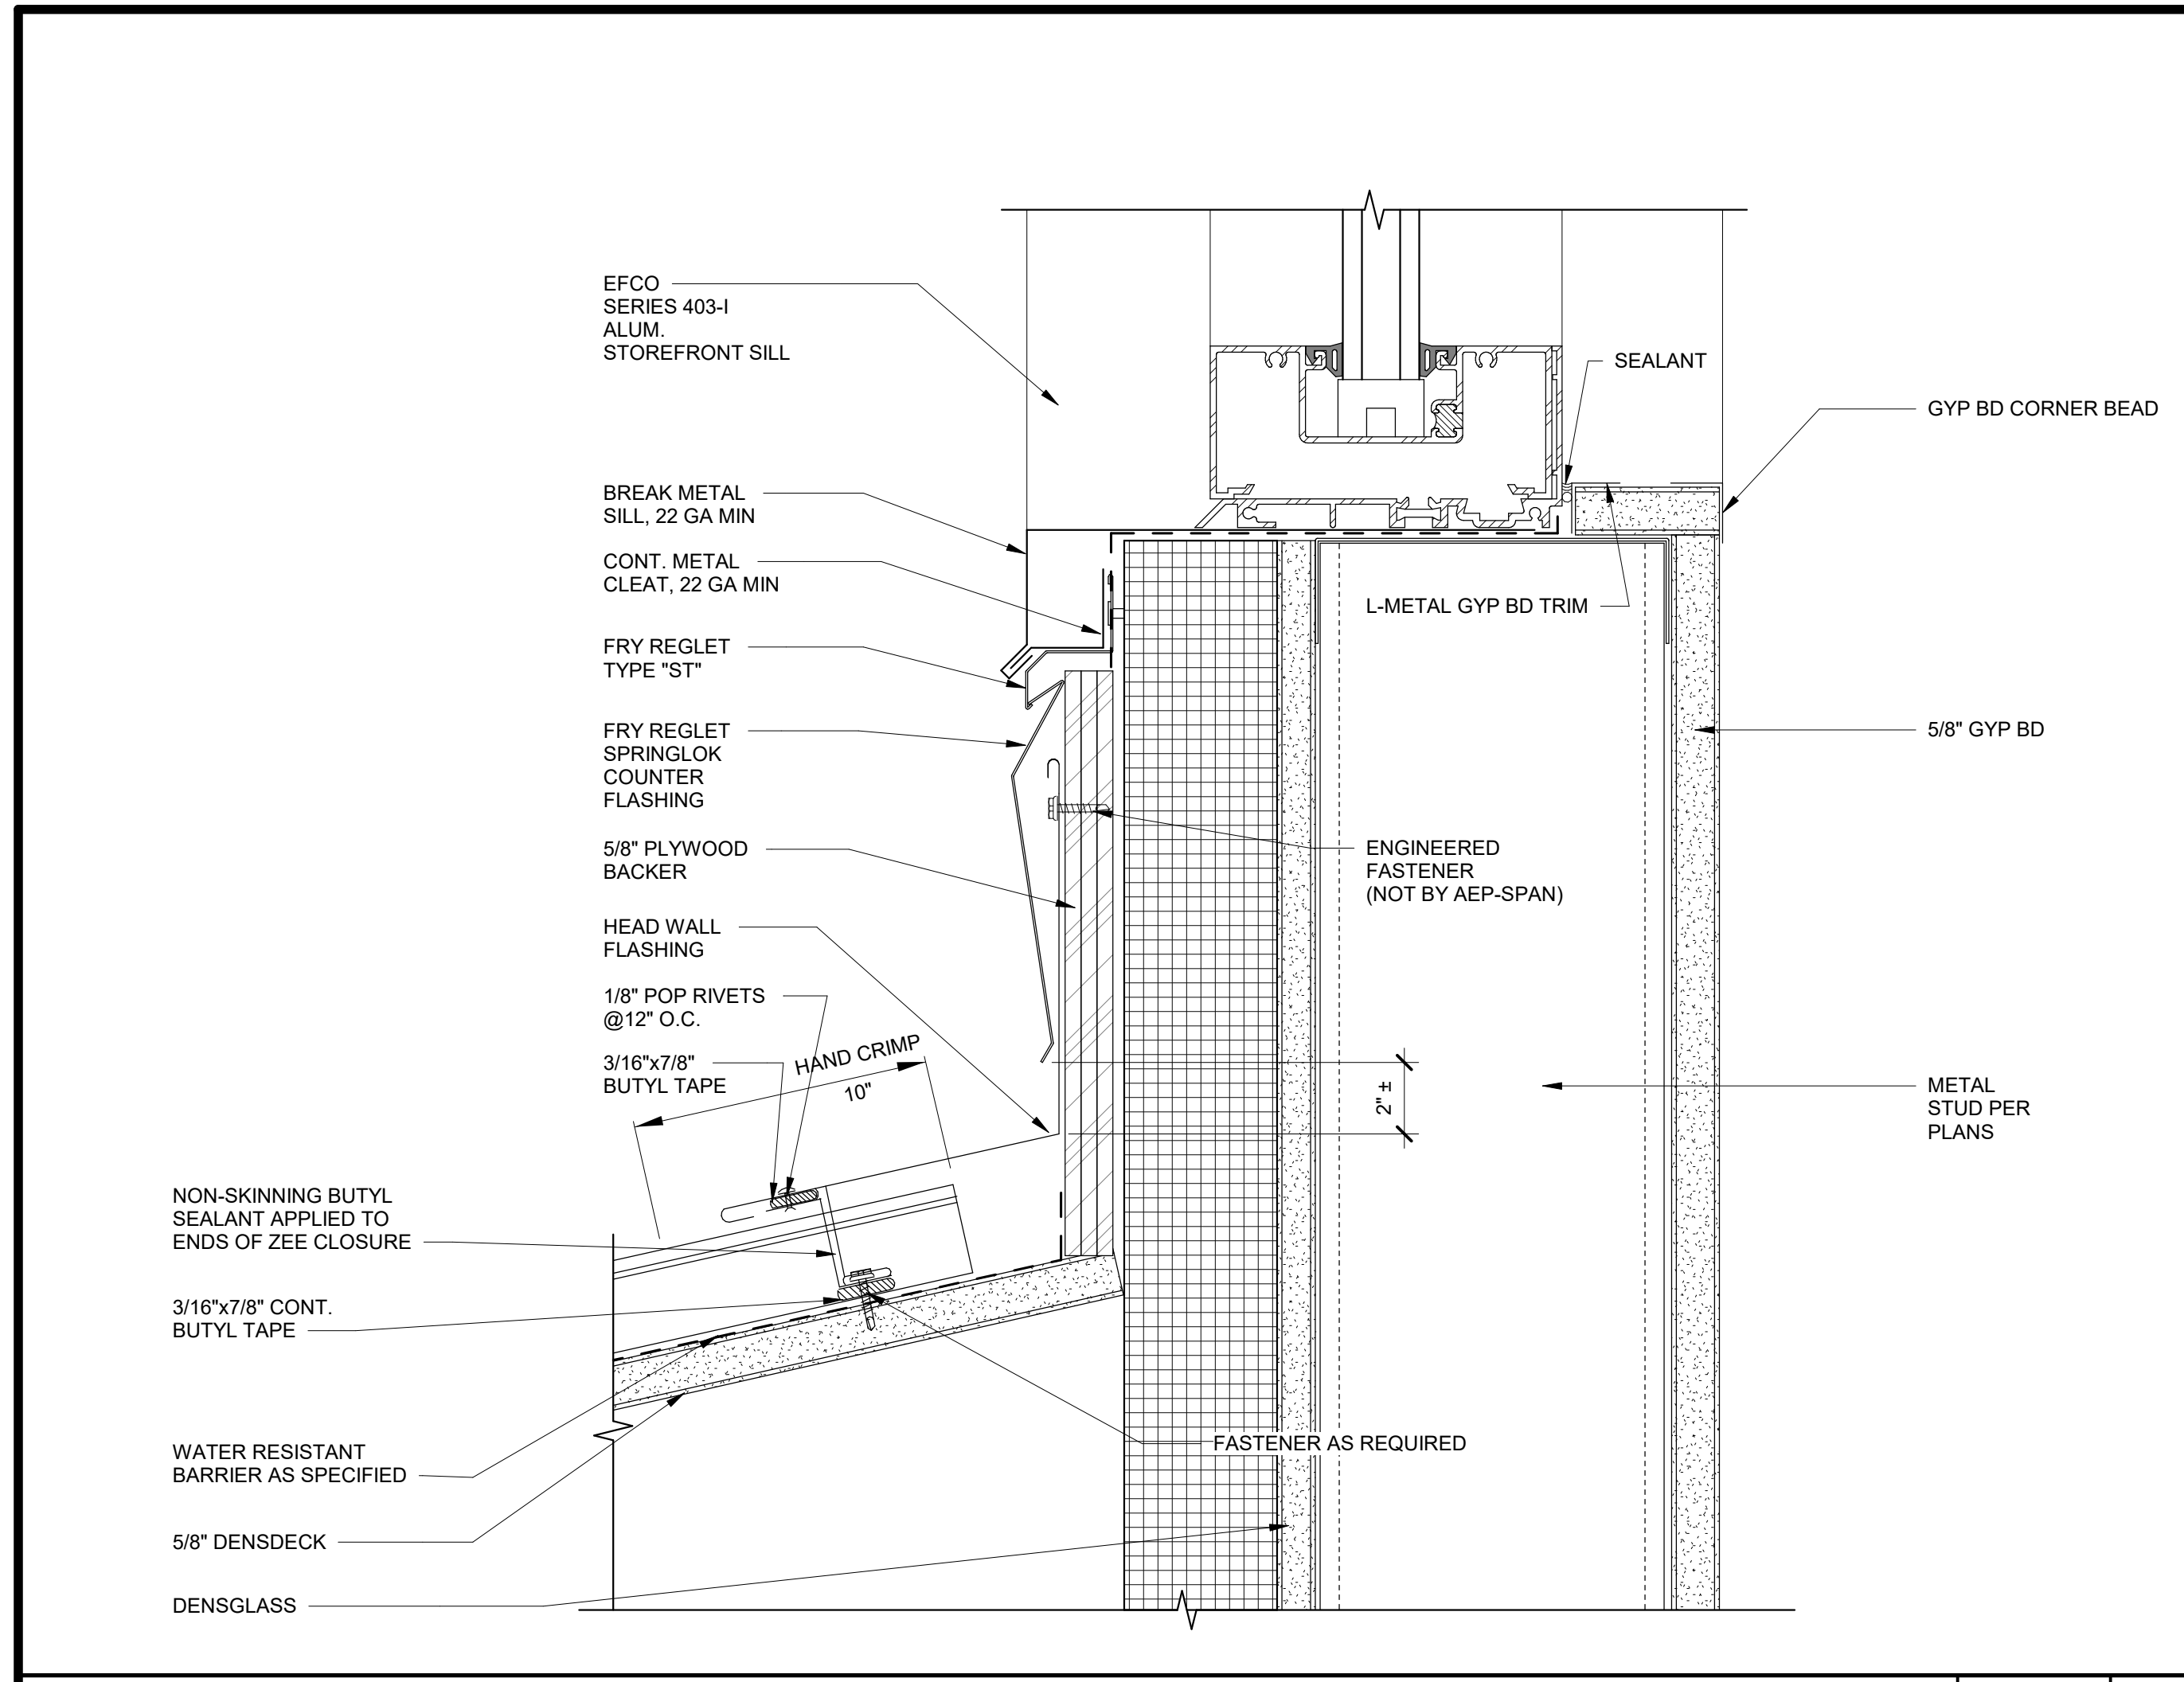 EFCO
SERIES 403-I
ALUM.
STOREFRONT SILL
SEALANT
GYP BD CORNER BEAD
BREAK METAL
SILL, 22 GA MIN
CONT. METAL
CLEAT, 22 GA MIN
L-METAL GYP BD TRIM
FRY REGLET
TYPE "ST"
FRY REGLET
SPRINGLOK
COUNTER
FLASHING
5/8" GYP BD
5/8" PLYWOOD
BACKER
ENGINEERED
FASTENER
(NOT BY AEP-SPAN)
HEAD WALL
FLASHING
1/8" POP RIVETS
@12" O.C.
3/16"x7/8"
BUTYL TAPE
HAND CRIMP
10"
2" ±
METAL
STUD PER
PLANS
NON-SKINNING BUTYL
SEALANT APPLIED TO
ENDS OF ZEE CLOSURE
3/16"x7/8" CONT.
BUTYL TAPE
WATER RESISTANT
BARRIER AS SPECIFIED
FASTENER AS REQUIRED
5/8" DENSDECK
DENSGLASS